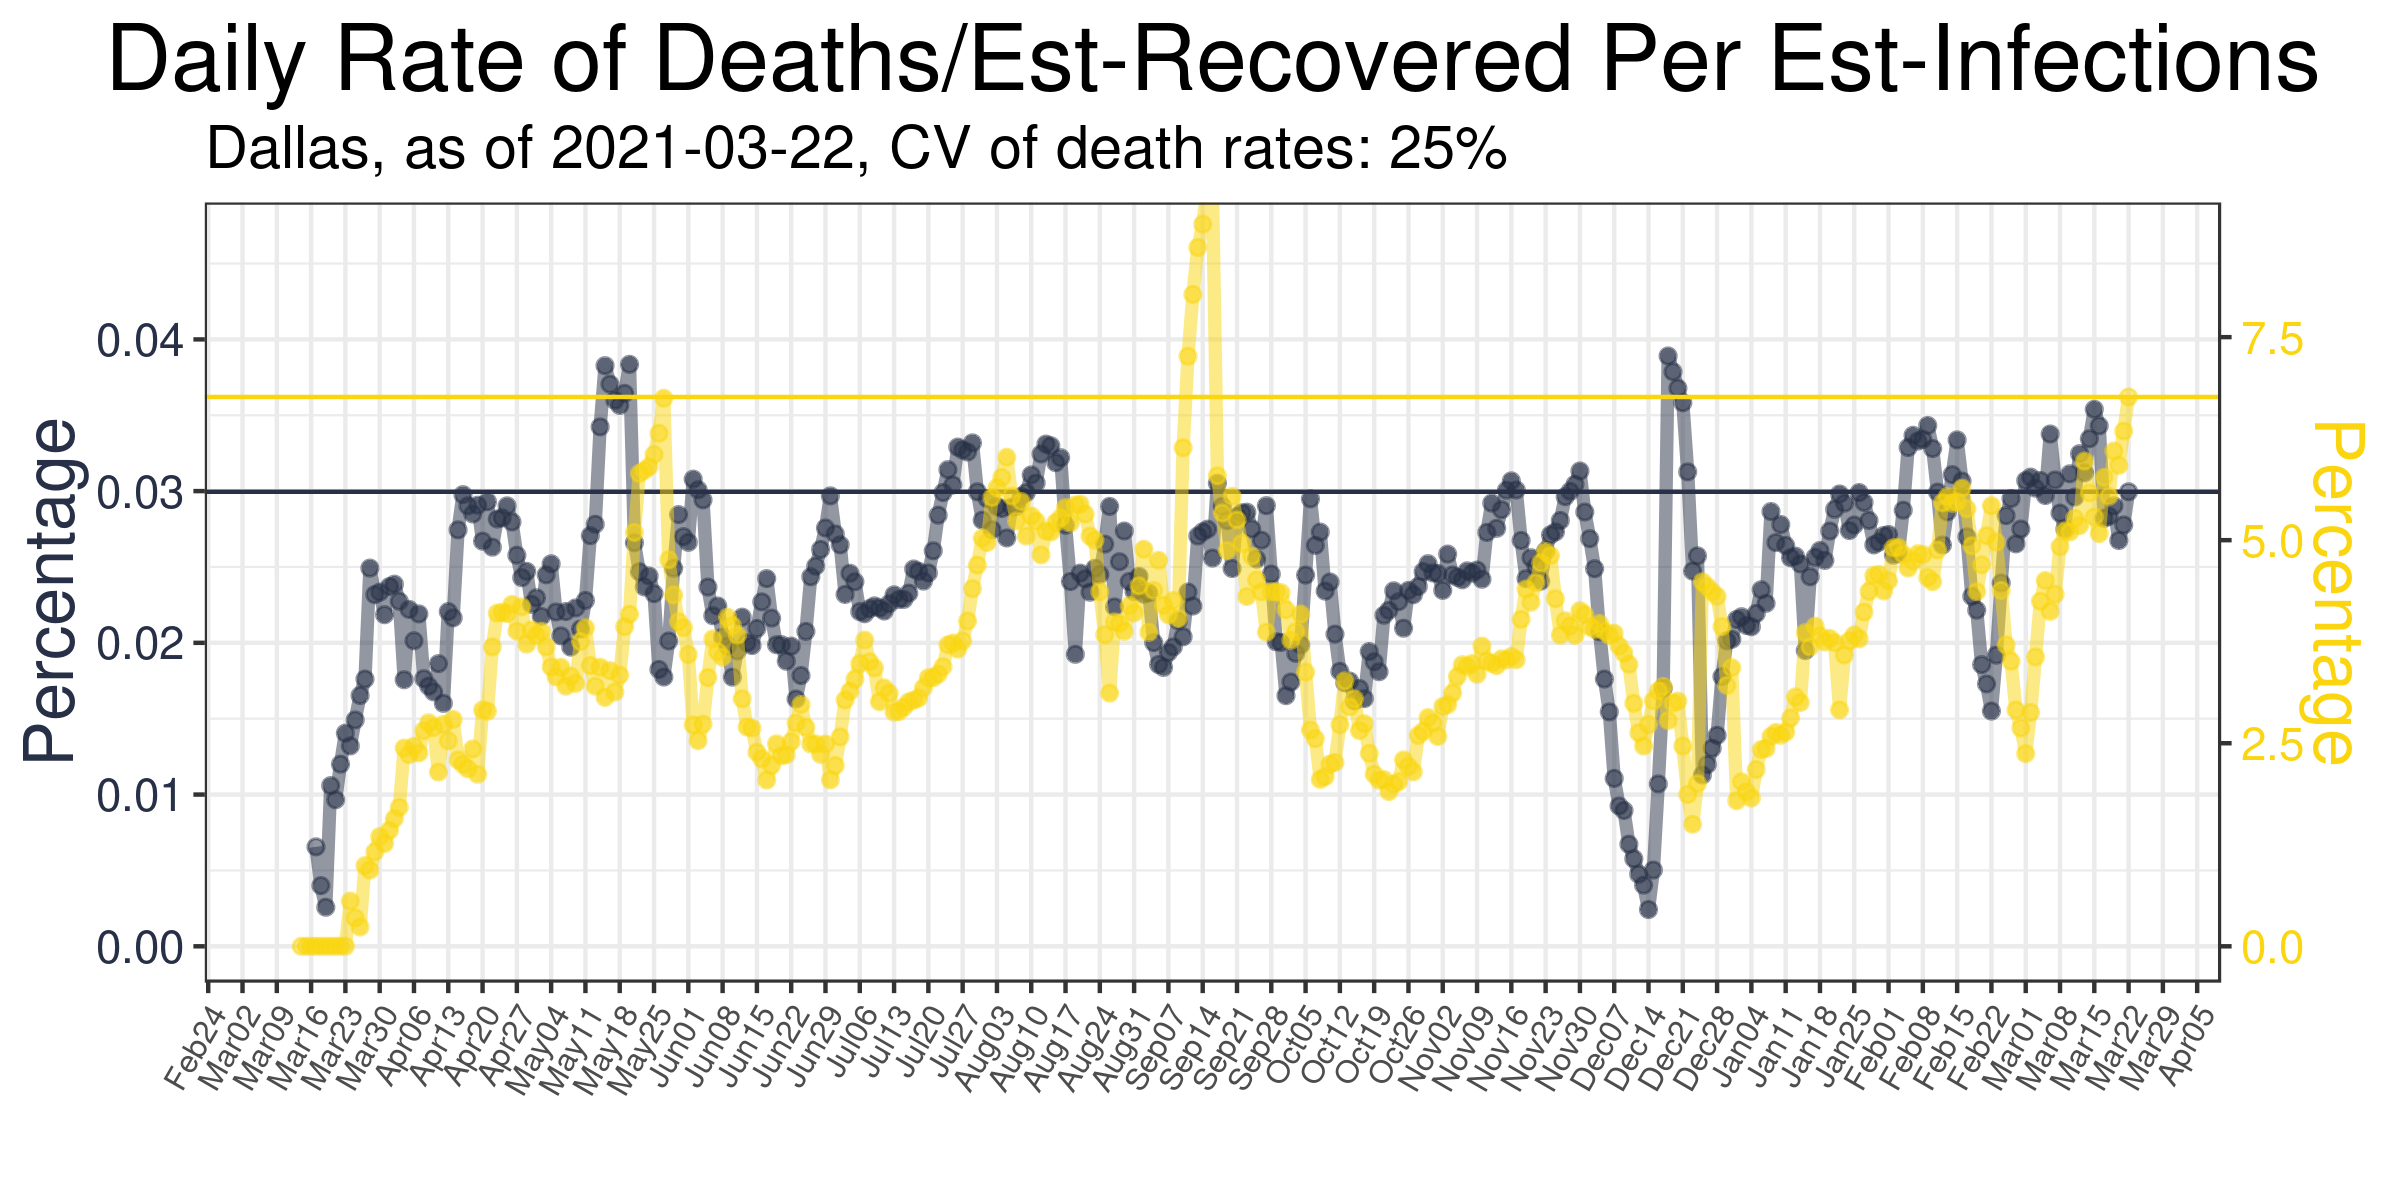 Daily Rate of Deaths/Est-Recovered Per Est-Infections
Dallas, as of 2021-03-22, CV of death rates: 25%
Percentage
0.04
0.03
0.02
0.01
0.00
7.5
5.0
2.5
0.0
Percentage
Feb24 Mar02 Mar09 Mar16 Mar23 Mar30 Apr06 Apr13 Apr20 Apr27 May04 May11 May18 May25 Jun01 Jun08 Jun15 Jun22 Jun29 Jul06 Jul13 Jul20 Jul27 Aug03 Aug10 Aug17 Aug24 Aug31 Sep07 Sep14 Sep21 Sep28 Oct05 Oct12 Oct19 Oct26 Nov02 Nov09 Nov16 Nov23 Nov30 Dec07 Dec14 Dec21 Dec28 Jan04 Jan11 Jan18 Jan25 Feb01 Feb08 Feb15 Feb22 Mar01 Mar08 Mar15 Mar22 Mar29 Apr05